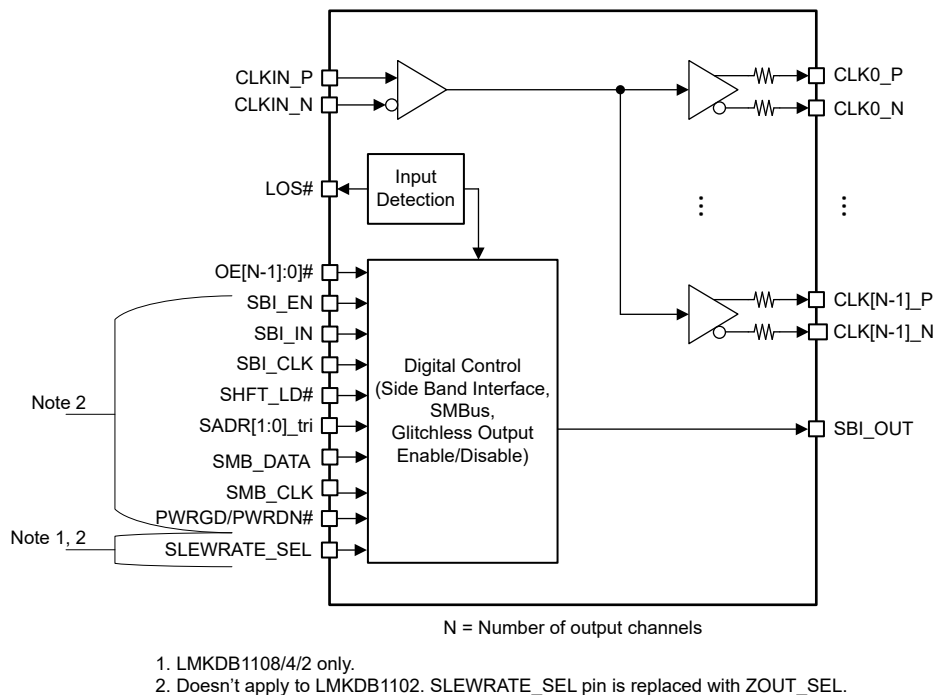 CLKIN_P
CLKIN_N
CLK0_P
CLK0_N
LOS#
Input
Detection
OE[N-1]:0]#
SBI_EN
SBI_IN
SBI_CLK
SHFT_LD#
SADR[1:0]_tri
SMB_DATA
SMB_CLK
PWRGD/PWRDN#
SLEWRATE_SEL
Note 2
Note 1, 2
Digital Control
(Side Band Interface,
SMBus,
Glitchless Output
Enable/Disable)
CLK[N-1]_P
CLK[N-1]_N
SBI_OUT
N = Number of output channels
1. LMKDB1108/4/2 only.
2. Doesn't apply to LMKDB1102. SLEWRATE_SEL pin is replaced with ZOUT_SEL.